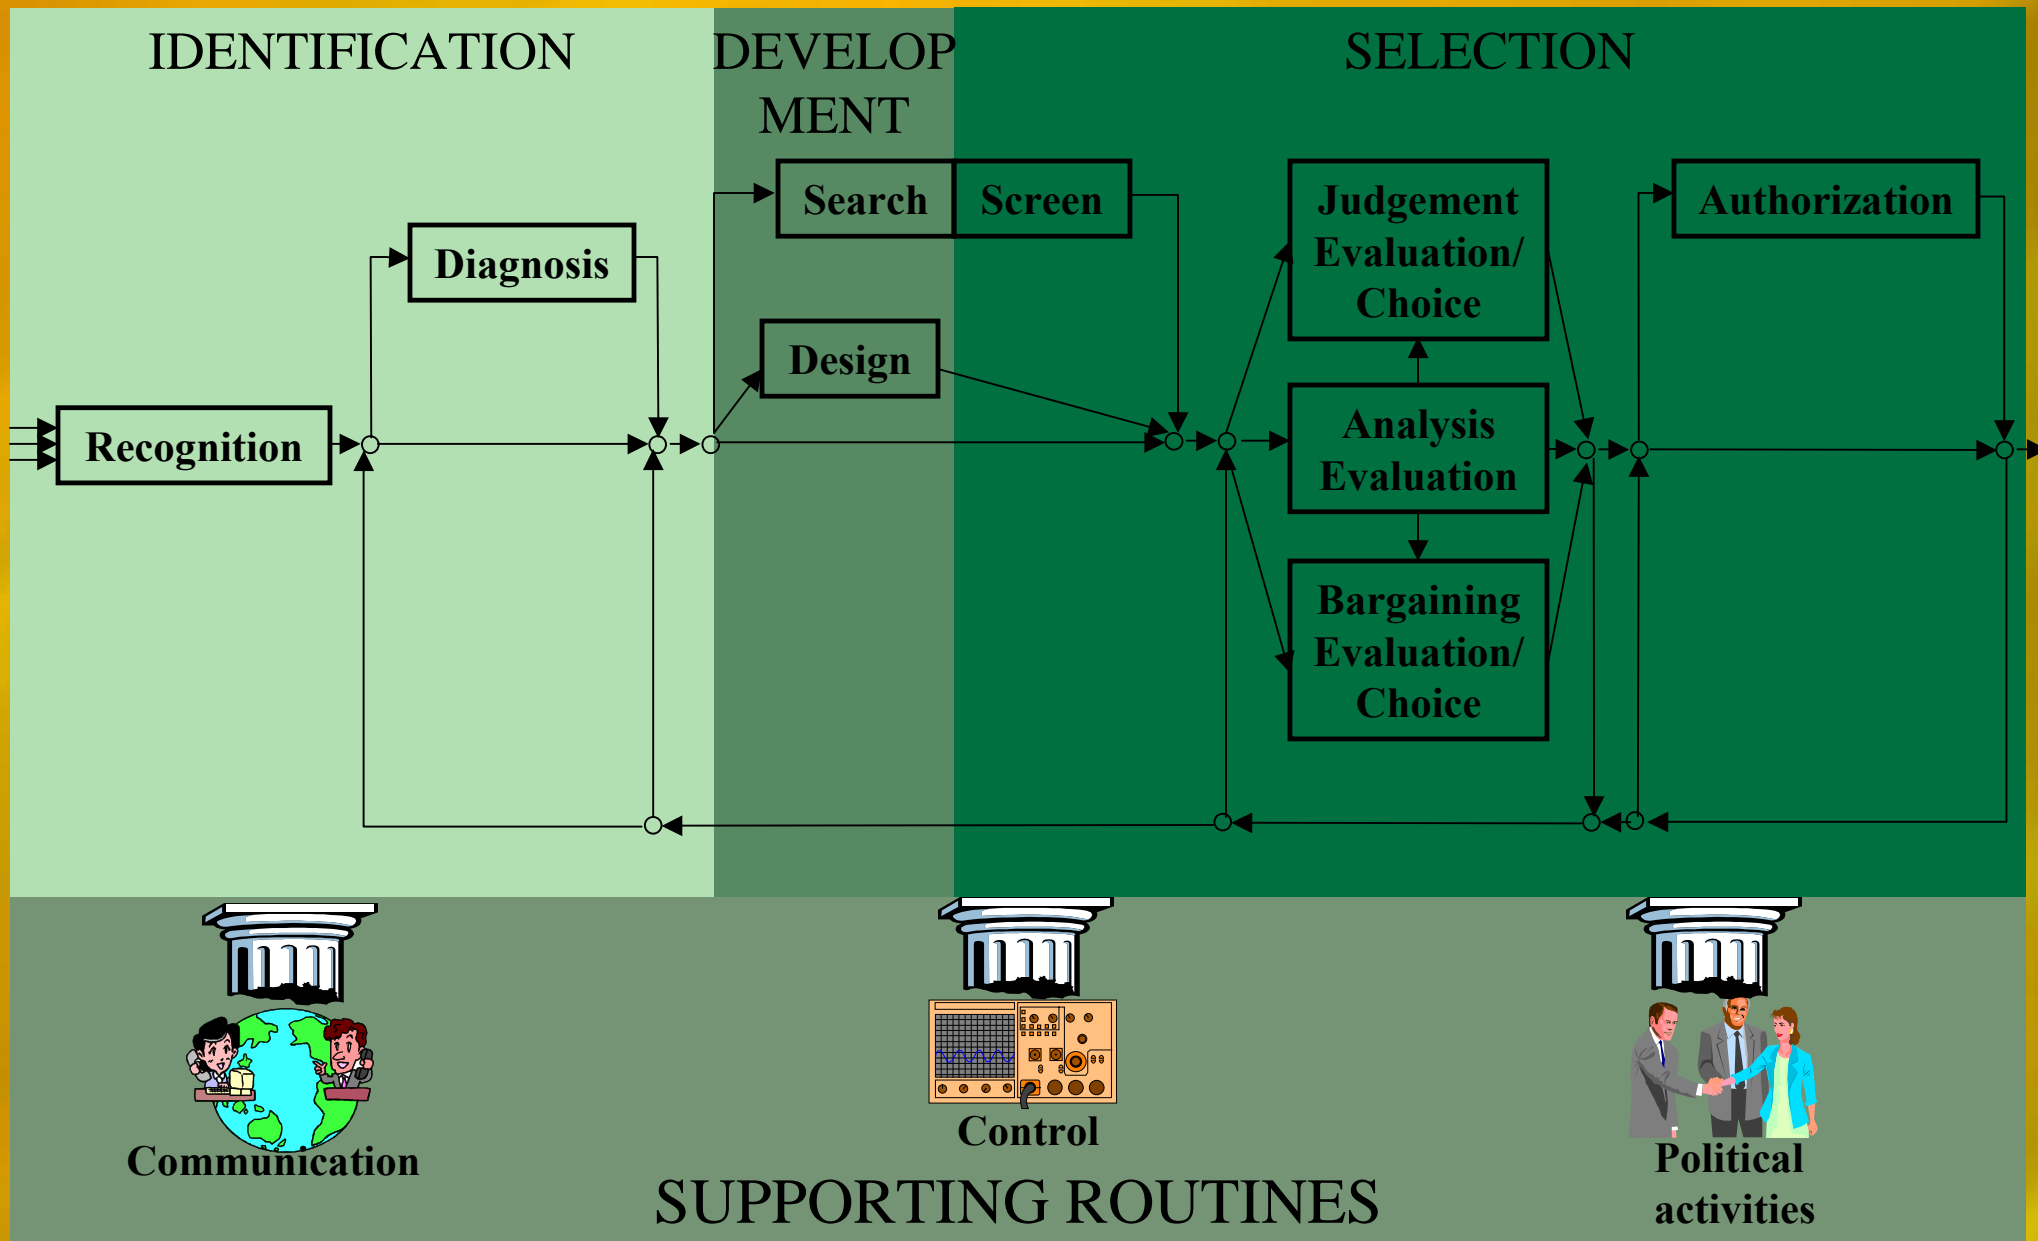 IDENTIFICATION
DEVELOP
MENT
SELECTION
Search
Screen
Judgement
Evaluation/
Choice
Authorization
Diagnosis
Design
Recognition
Analysis
Evaluation
Bargaining
Evaluation/
Choice
Communication
Control
Political
activities
SUPPORTING ROUTINES